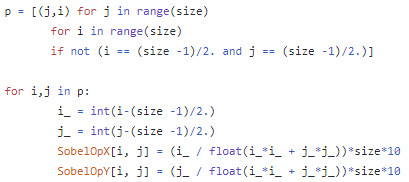 p = [(j,i) for j in range(size)
for i in range(size)
if not (i == (size -1)/2. and j == (size -1)/2.)]
for i,j in p:
i_ = int(i-(size -1)/2.)
j_ = int(j-(size -1)/2.)
SobelOpX[i, j] = (i_ / float(i_*i_ + j_*j_))*size*10
SobelOpY[i, j] = (j_ / float(i_*i_ + j_*j_))*size*10